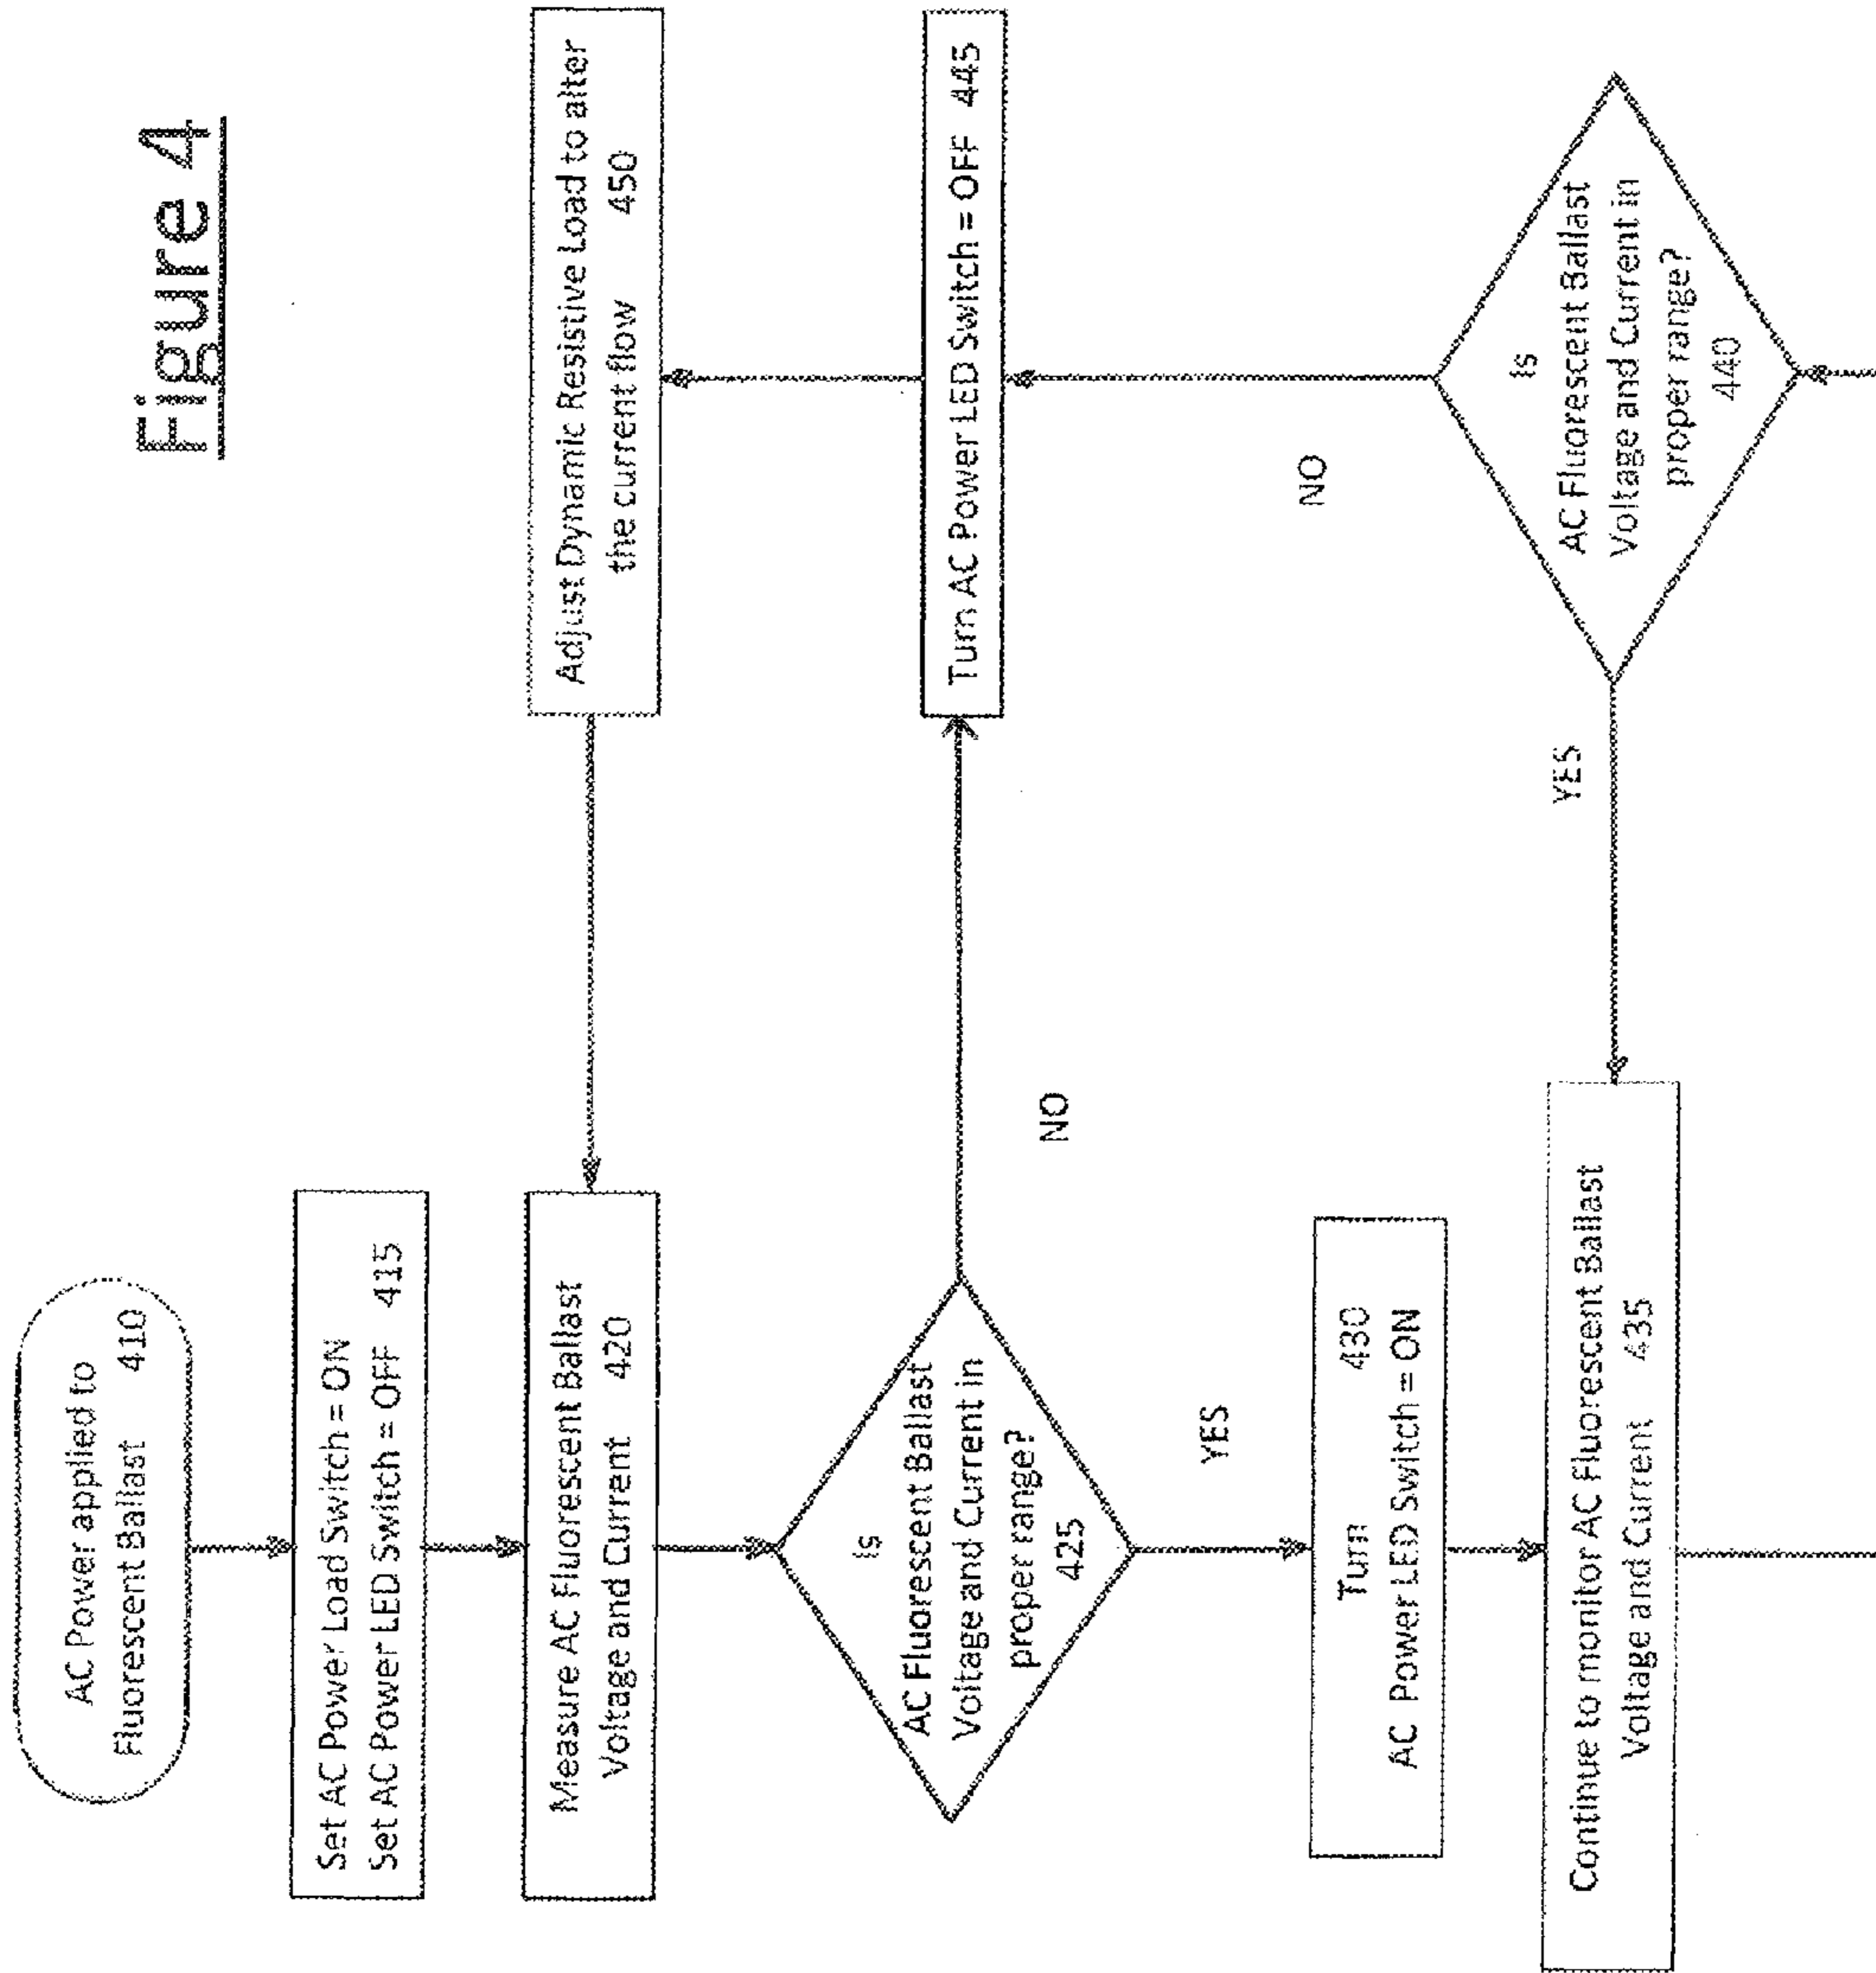 Figure 4
AC Power applied to
Fluorescent Ballast 410
Set AC Power Load Switch = ON
Set AC Power LED Switch = OFF 415
Measure AC Fluorescent Ballast
Voltage and Current 420
Is
AC Fluorescent Ballast
Voltage and Current in
proper range?
425
NO
YES
Turn 430
AC Power LED Switch = ON
Continue to monitor AC Fluorescent Ballast
Voltage and Current 435
Is
AC Fluorescent Ballast
Voltage and Current in
proper range?
440
YES
NO
Turn AC Power LED Switch = OFF 445
Adjust Dynamic Resistive Load to alter
the current flow 450